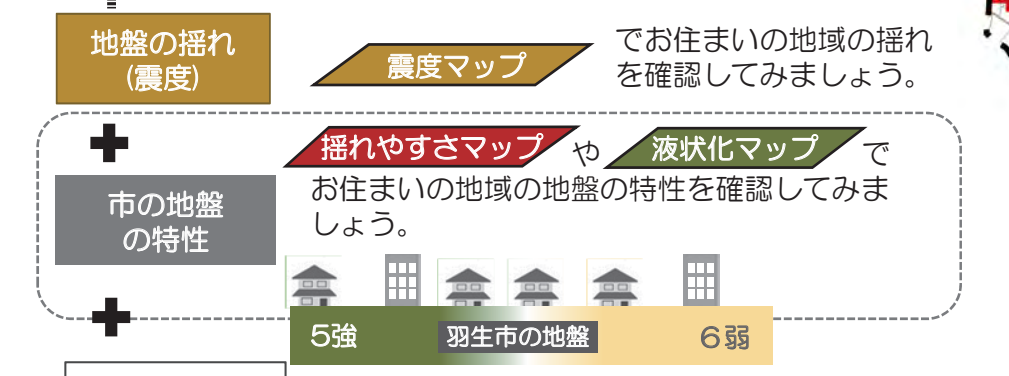 地盤の揺れ
(震度)
震度マップ
でお住まいの地域の揺れ
を確認してみましょう。
揺れやすさマップ や 液状化マップ で
お住まいの地域の地盤の特性を確認してみま
しょう。
市の地盤
の特性
5強 羽生市の地盤 6弱